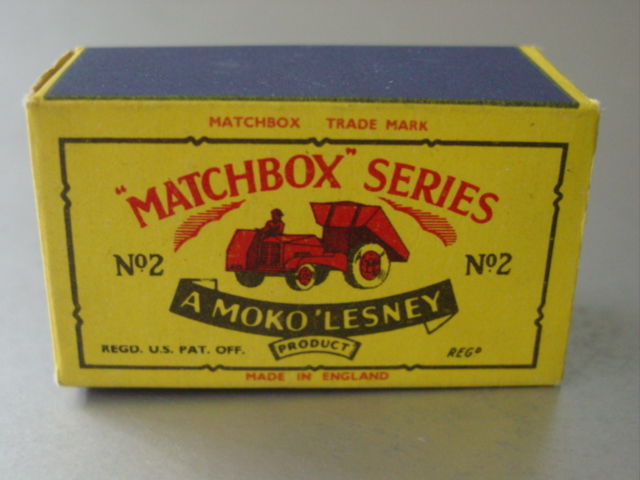 MATCHBOX TRADE MARK
"MATCHBOX" SERIES
No2 No2
A MOKO 'LESNEY
PRODUCT
REGD. U.S. PAT. OFF. REGD
MADE IN ENGLAND